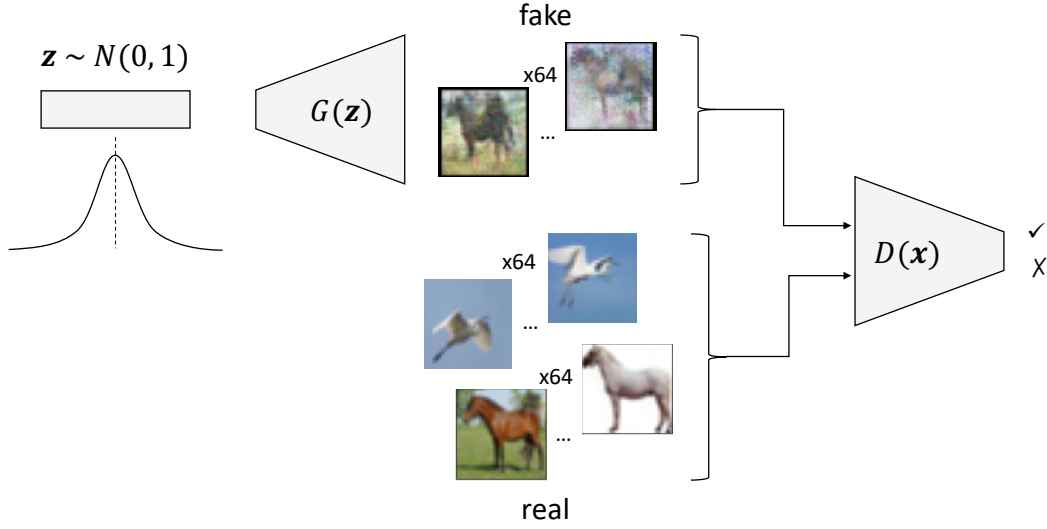 fake
z ~ N(0, 1)
x64
G(z)
...
x64
...
D(x)
✓
✗
x64
...
real